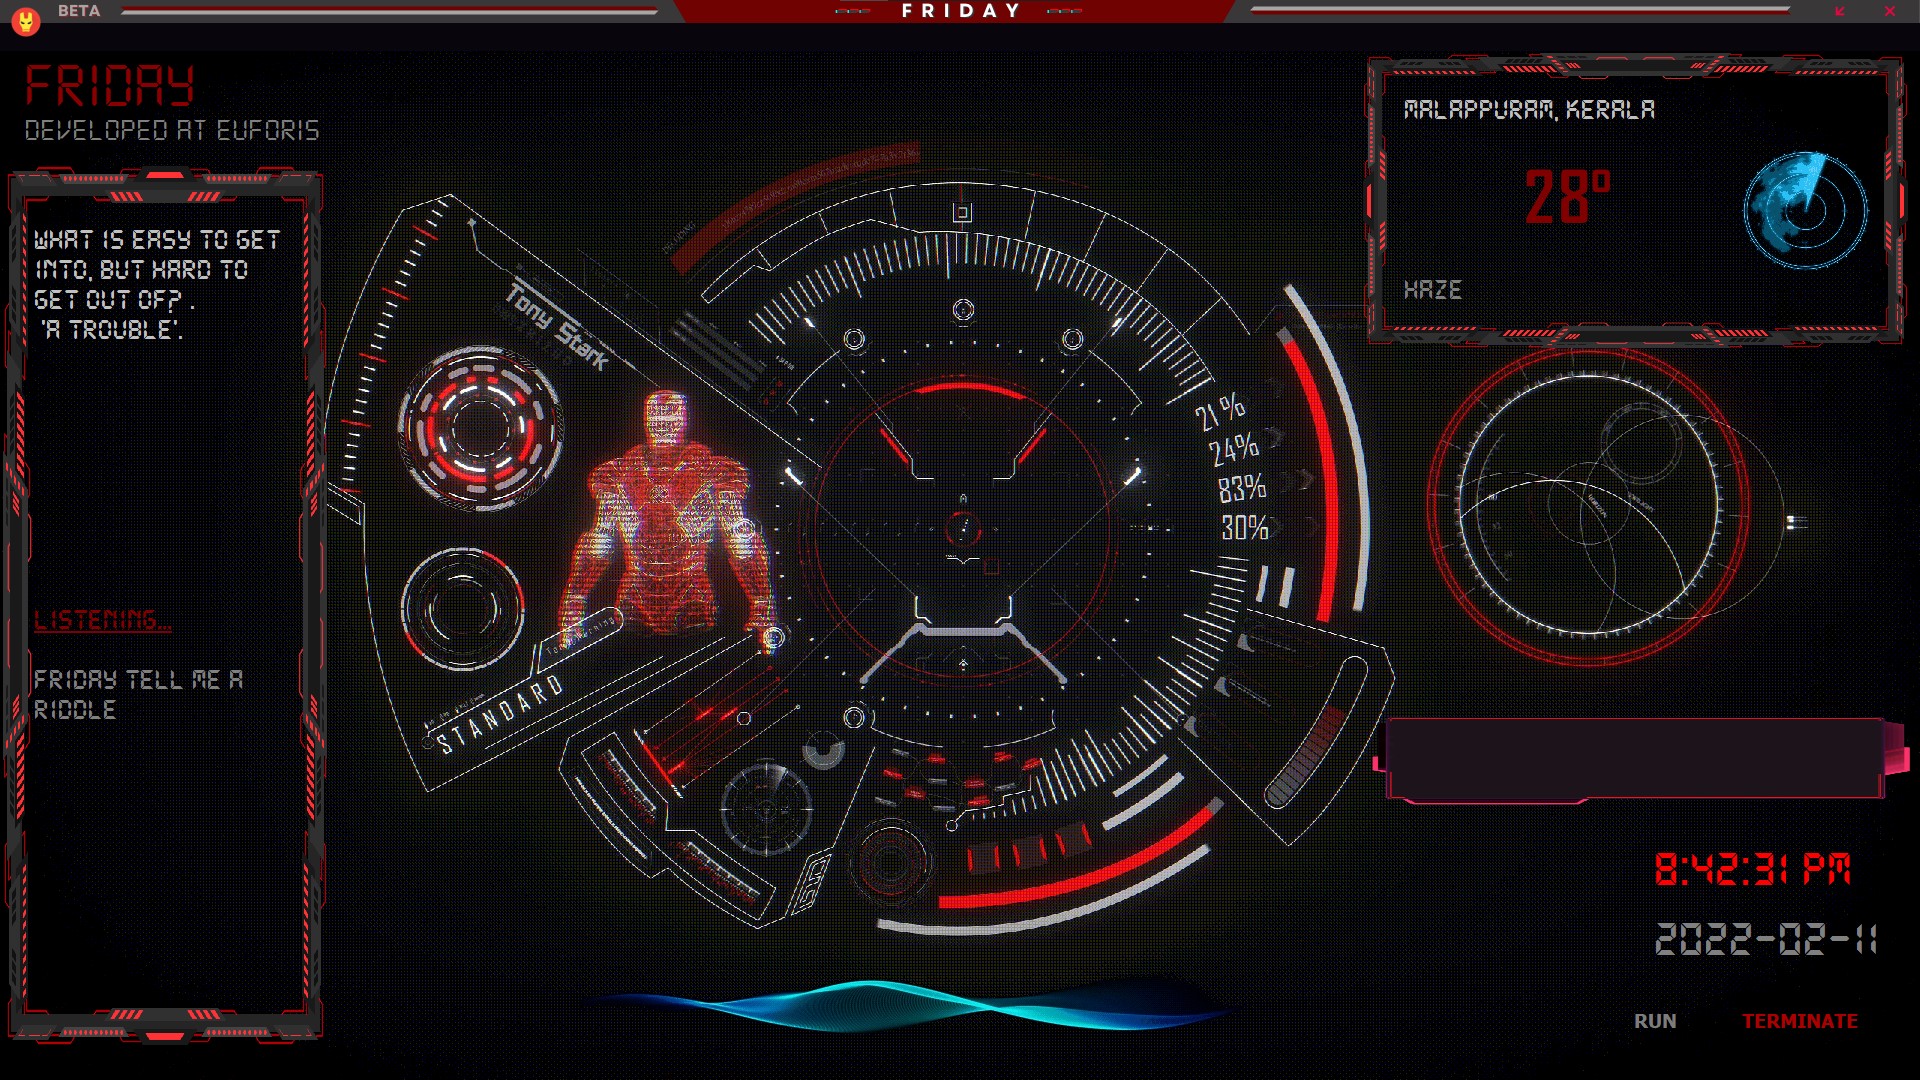 BETA
FRIDAY
FRIDAY
DEVELOPED AT EUFORIS
WHAT IS EASY TO GET
INTO, BUT HARD TO
GET OUT OF? .
'A TROUBLE'.
LISTENING...
FRIDAY TELL ME A
RIDDLE
Tony Stark
STANDARD
21%
24%
83%
30%
MALAPPURAM, KERALA
28°
HAZE
8:42:31 PM
2022-02-11
RUN
TERMINATE